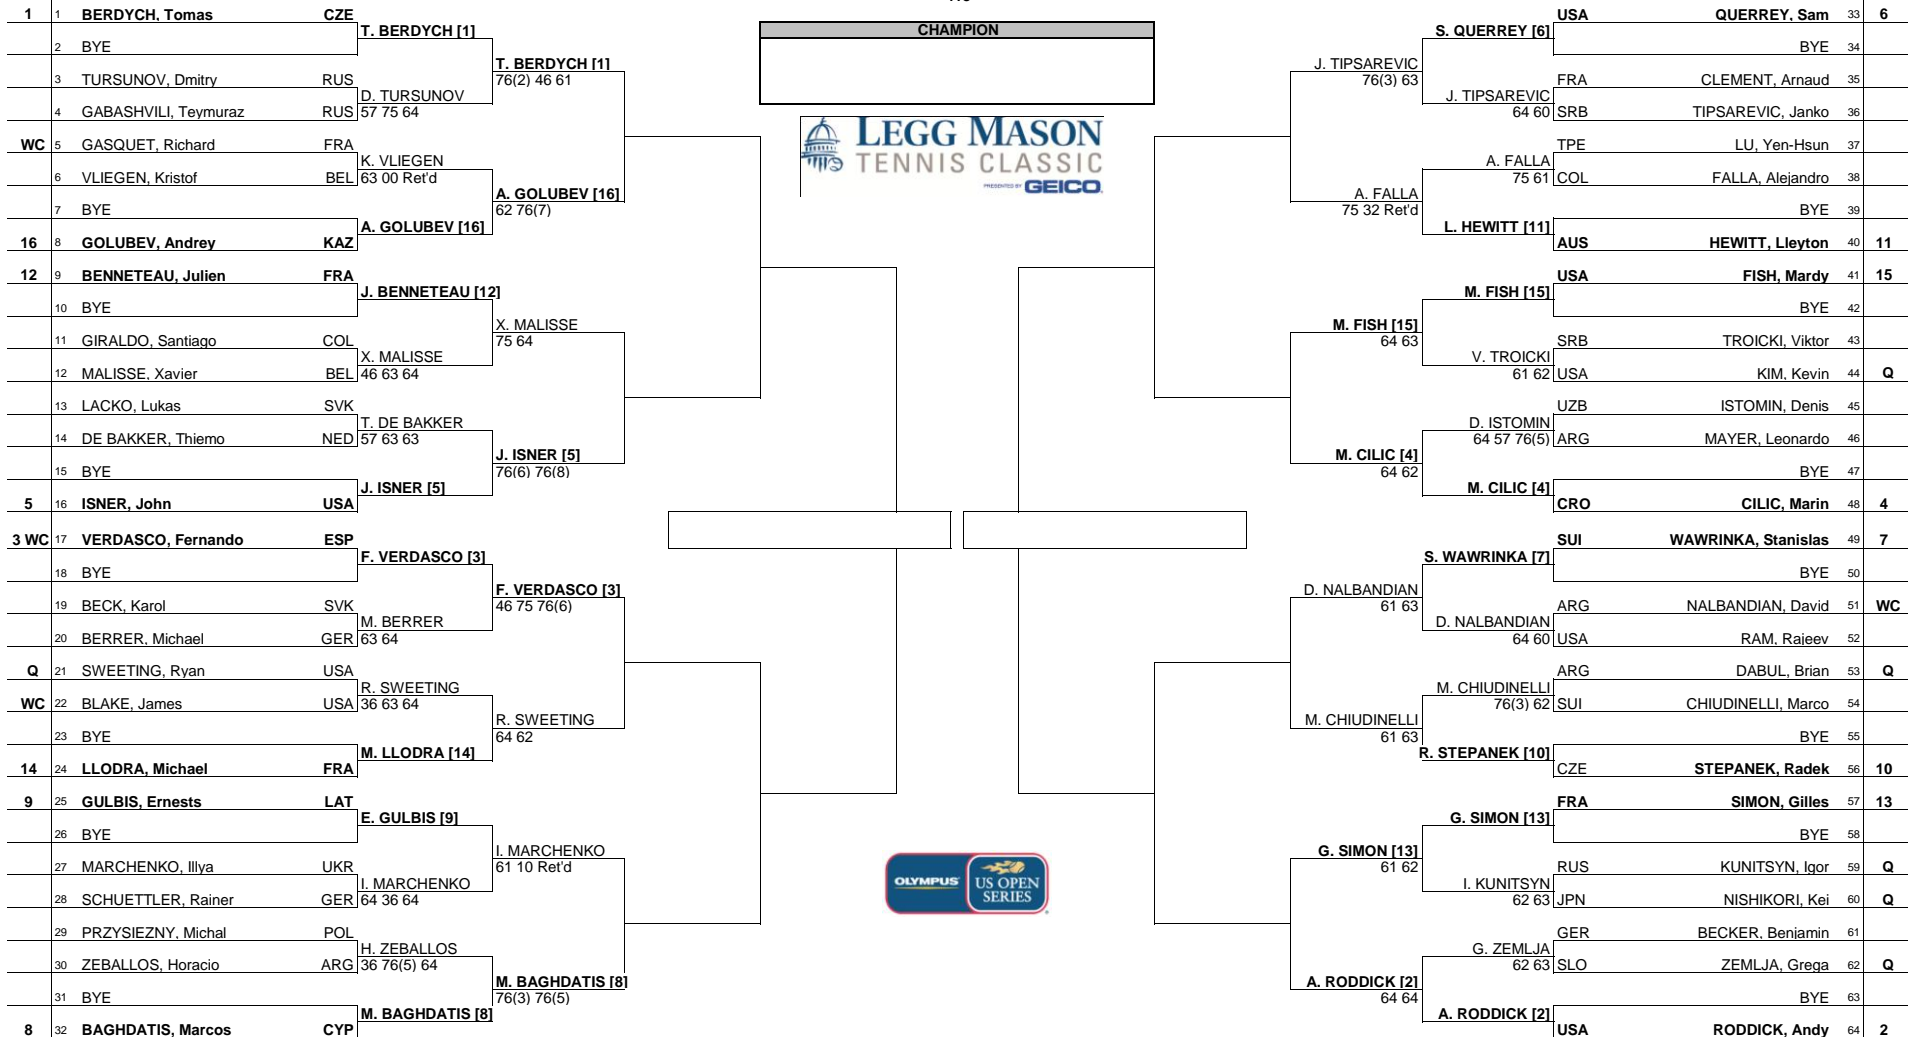 CHAMPION
LEGG MASON
TENNIS CLASSIC
PRESENTED BY GEICO
1 1 BERDYCH, Tomas CZE
T. BERDYCH [1]
2 BYE
T. BERDYCH [1]
76(2) 46 61
3 TURSUNOV, Dmitry RUS
D. TURSUNOV
4 GABASHVILI, Teymuraz RUS 57 75 64
WC 5 GASQUET, Richard FRA
K. VLIEGEN
6 VLIEGEN, Kristof BEL 63 00 Ret'd
A. GOLUBEV [16]
62 76(7)
7 BYE
A. GOLUBEV [16]
16 8 GOLUBEV, Andrey KAZ
12 9 BENNETEAU, Julien FRA
J. BENNETEAU [12]
10 BYE
X. MALISSE
75 64
11 GIRALDO, Santiago COL
X. MALISSE
12 MALISSE, Xavier BEL 46 63 64
13 LACKO, Lukas SVK
T. DE BAKKER
14 DE BAKKER, Thiemo NED 57 63 63
J. ISNER [5]
76(6) 76(8)
15 BYE
J. ISNER [5]
5 16 ISNER, John USA
3 WC 17 VERDASCO, Fernando ESP
F. VERDASCO [3]
18 BYE
F. VERDASCO [3]
46 75 76(6)
19 BECK, Karol SVK
M. BERRER
20 BERRER, Michael GER 63 64
Q 21 SWEETING, Ryan USA
R. SWEETING
WC 22 BLAKE, James USA 36 63 64
R. SWEETING
64 62
23 BYE
M. LLODRA [14]
14 24 LLODRA, Michael FRA
9 25 GULBIS, Ernests LAT
E. GULBIS [9]
26 BYE
I. MARCHENKO
61 10 Ret'd
27 MARCHENKO, Illya UKR
I. MARCHENKO
28 SCHUETTLER, Rainer GER 64 36 64
29 PRZYSIEZNY, Michal POL
H. ZEBALLOS
30 ZEBALLOS, Horacio ARG 36 76(5) 64
M. BAGHDATIS [8]
76(3) 76(5)
31 BYE
M. BAGHDATIS [8]
8 32 BAGHDATIS, Marcos CYP
OLYMPUS US OPEN
SERIES
USA QUERREY, Sam 33 6
S. QUERREY [6]
BYE 34
J. TIPSAREVIC
76(3) 63
FRA CLEMENT, Arnaud 35
J. TIPSAREVIC
64 60 SRB TIPSAREVIC, Janko 36
TPE LU, Yen-Hsun 37
A. FALLA
75 61 COL FALLA, Alejandro 38
A. FALLA
75 32 Ret'd
BYE 39
L. HEWITT [11]
AUS HEWITT, Lleyton 40 11
USA FISH, Mardy 41 15
M. FISH [15]
BYE 42
M. FISH [15]
64 63
SRB TROICKI, Viktor 43
V. TROICKI
61 62 USA KIM, Kevin 44 Q
UZB ISTOMIN, Denis 45
D. ISTOMIN
64 57 76(5) ARG MAYER, Leonardo 46
M. CILIC [4]
64 62
BYE 47
M. CILIC [4]
CRO CILIC, Marin 48 4
SUI WAWRINKA, Stanislas 49 7
S. WAWRINKA [7]
BYE 50
D. NALBANDIAN
61 63
ARG NALBANDIAN, David 51 WC
D. NALBANDIAN
64 60 USA RAM, Rajeev 52
ARG DABUL, Brian 53 Q
M. CHIUDINELLI
76(3) 62 SUI CHIUDINELLI, Marco 54
M. CHIUDINELLI
61 63
BYE 55
R. STEPANEK [10]
CZE STEPANEK, Radek 56 10
FRA SIMON, Gilles 57 13
G. SIMON [13]
BYE 58
G. SIMON [13]
61 62
RUS KUNITSYN, Igor 59 Q
I. KUNITSYN
62 63 JPN NISHIKORI, Kei 60 Q
GER BECKER, Benjamin 61
G. ZEMLJA
62 63 SLO ZEMLJA, Grega 62 Q
A. RODDICK [2]
64 64
BYE 63
A. RODDICK [2]
USA RODDICK, Andy 64 2